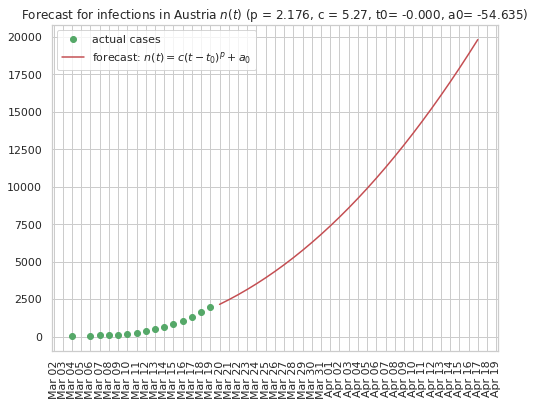 Forecast for infections in Austria n(t) (p = 2.176, c = 5.27, t0= -0.000, a0= -54.635)
actual cases
forecast: n(t) = c(t − t₀)ᵖ + a₀
20000
17500
15000
12500
10000
7500
5000
2500
0
Mar 02
Mar 03
Mar 04
Mar 05
Mar 06
Mar 07
Mar 08
Mar 09
Mar 10
Mar 11
Mar 12
Mar 13
Mar 14
Mar 15
Mar 16
Mar 17
Mar 18
Mar 19
Mar 20
Mar 21
Mar 22
Mar 23
Mar 24
Mar 25
Mar 26
Mar 27
Mar 28
Mar 29
Mar 30
Mar 31
Apr 01
Apr 02
Apr 03
Apr 04
Apr 05
Apr 06
Apr 07
Apr 08
Apr 09
Apr 10
Apr 11
Apr 12
Apr 13
Apr 14
Apr 15
Apr 16
Apr 17
Apr 18
Apr 19